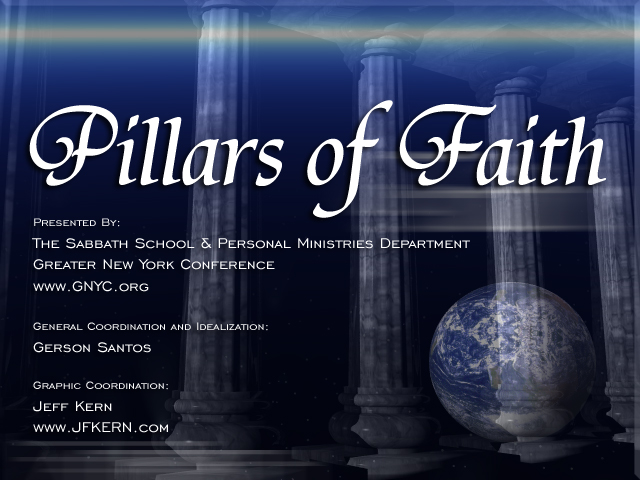 Pillars of Faith
Presented By:
The Sabbath School & Personal Ministries Department
Greater New York Conference
www.GNYC.org
General Coordination and Idealization:
Gerson Santos
Graphic Coordination:
Jeff Kern
www.JFKERN.com